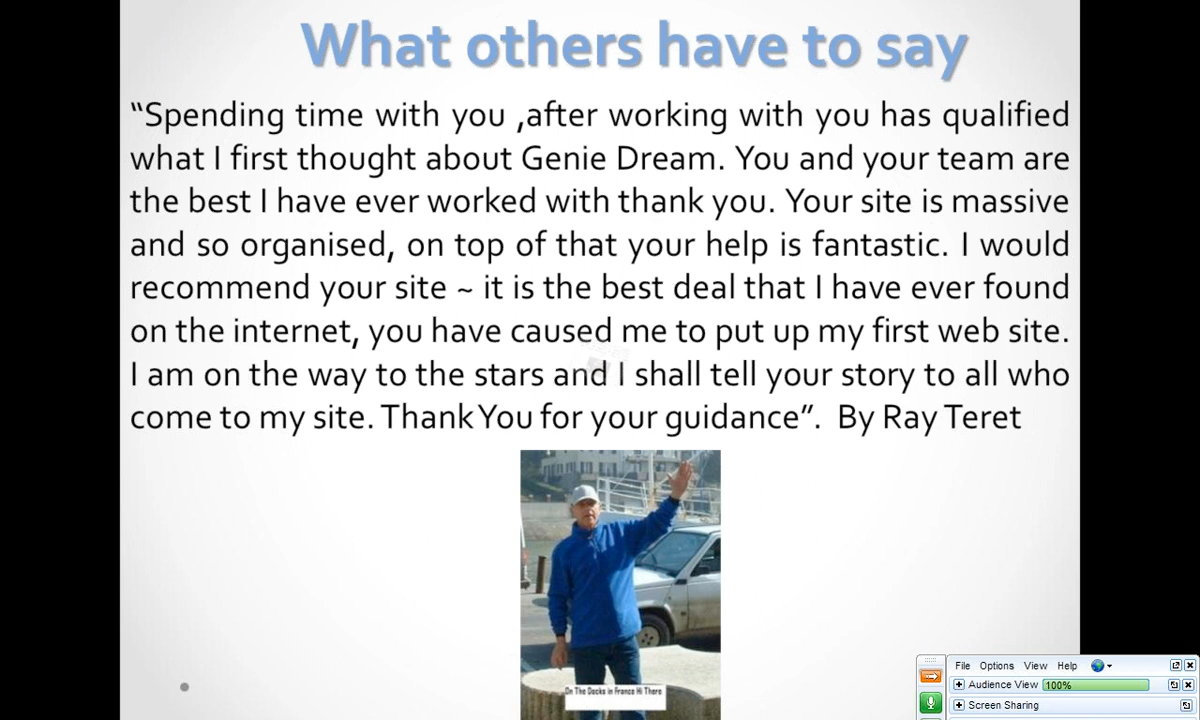 What others have to say
“Spending time with you ,after working with you has qualified
what I first thought about Genie Dream. You and your team are
the best I have ever worked with thank you. Your site is massive
and so organised, on top of that your help is fantastic. I would
recommend your site ~ it is the best deal that I have ever found
on the internet, you have caused me to put up my first web site.
I am on the way to the stars and I shall tell your story to all who
come to my site. Thank You for your guidance”. By Ray Teret
On The Docks in France Hi There
File Options View Help
Audience View 100%
Screen Sharing